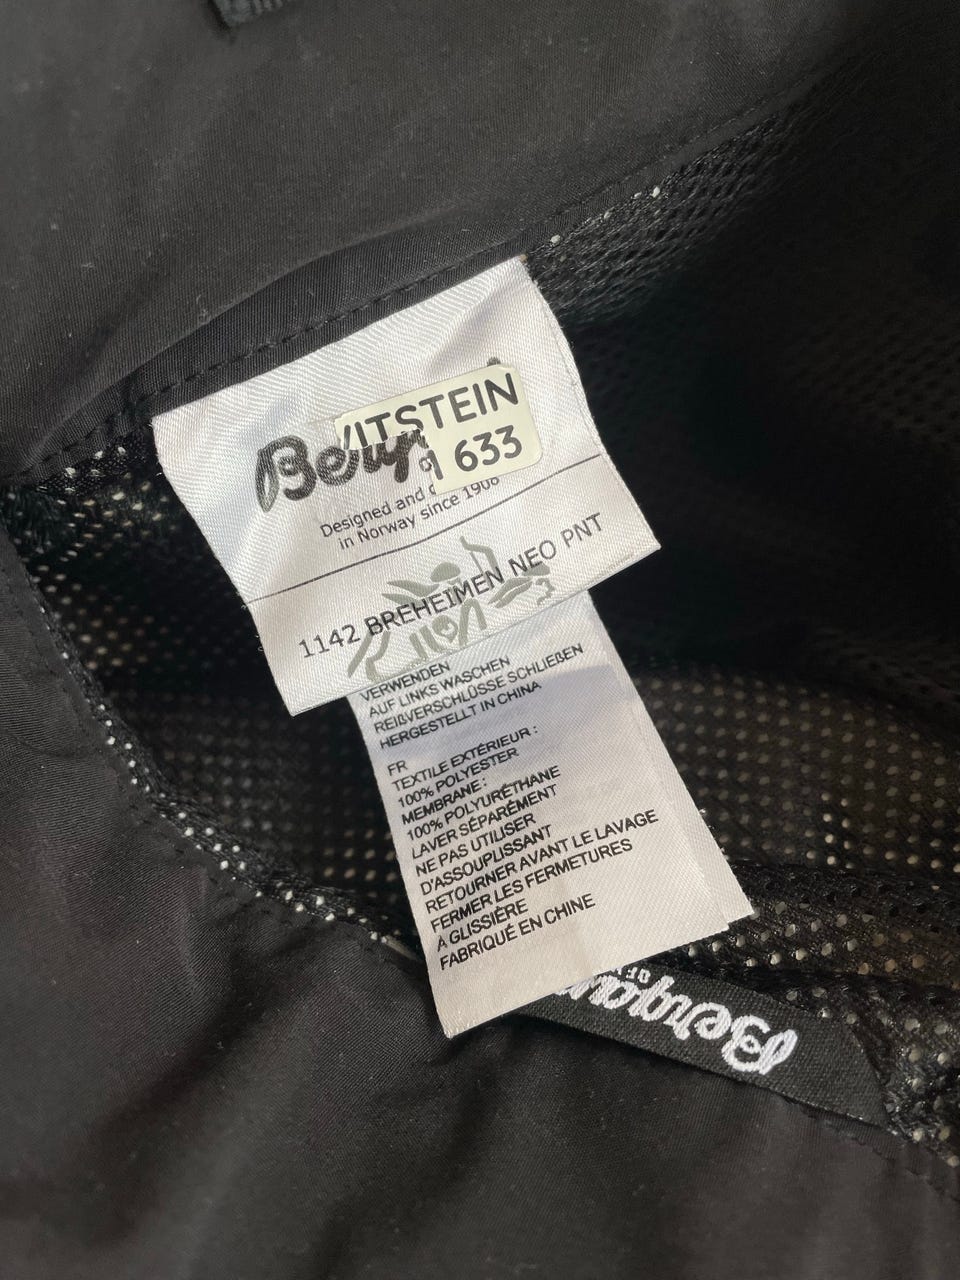 VITSTEIN
633
Designed and
in Norway since 1908
1142 BREHEIMEN NEO PNT
VERWENDEN
AUF LINKS WASCHEN
REIßVERSCHLÜSSE SCHLIEßEN
HERGESTELLT IN CHINA
FR
TEXTILE EXTÉRIEUR :
100% POLYESTER
MEMBRANE :
100% POLYURÉTHANE
LAVER SÉPARÉMENT
NE PAS UTILISER
D'ASSOUPLISSANT
RETOURNER AVANT LE LAVAGE
FERMER LES FERMETURES
A GLISSIÈRE
FABRIQUÉ EN CHINE